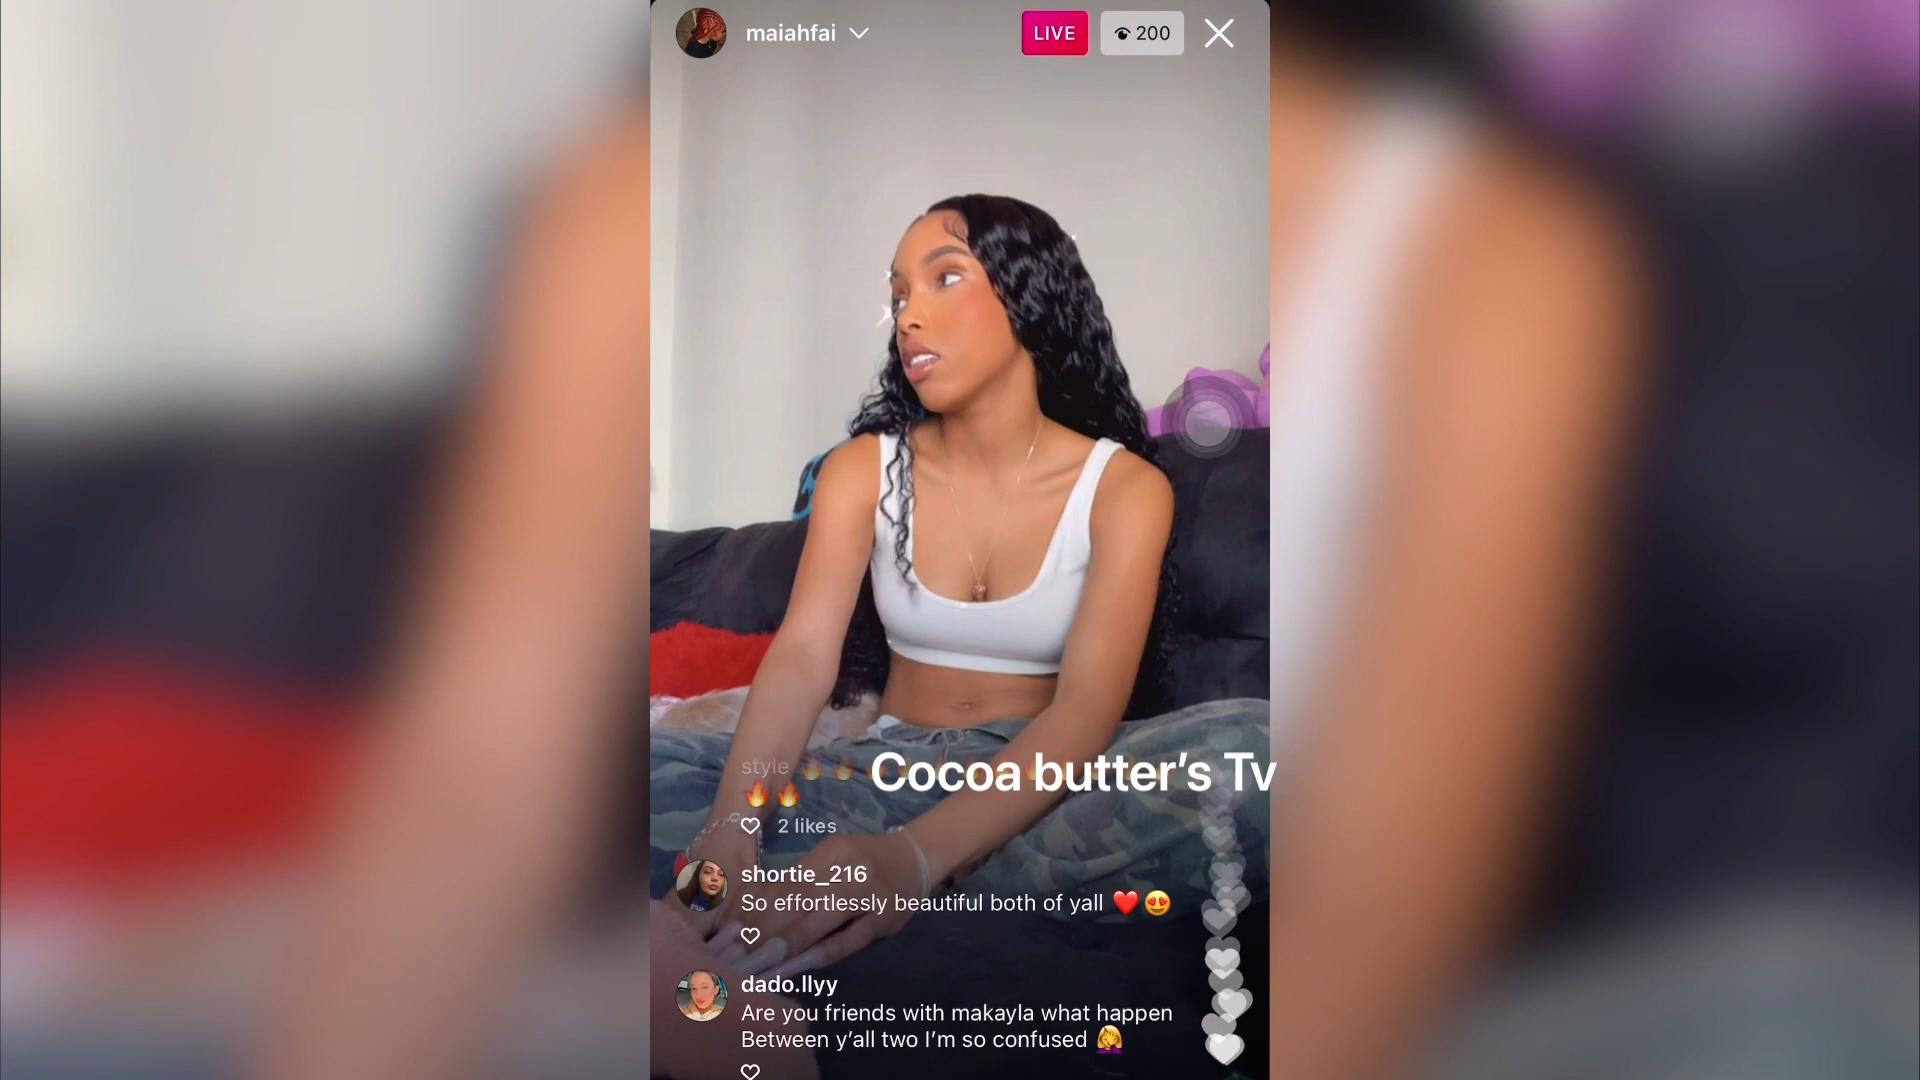 maiahfai
LIVE
200
style
Cocoa butter's Tv
2 likes
shortie_216
So effortlessly beautiful both of yall ❤️😍
dado.llyy
Are you friends with makayla what happen
Between y'all two I'm so confused 🤦‍♀️